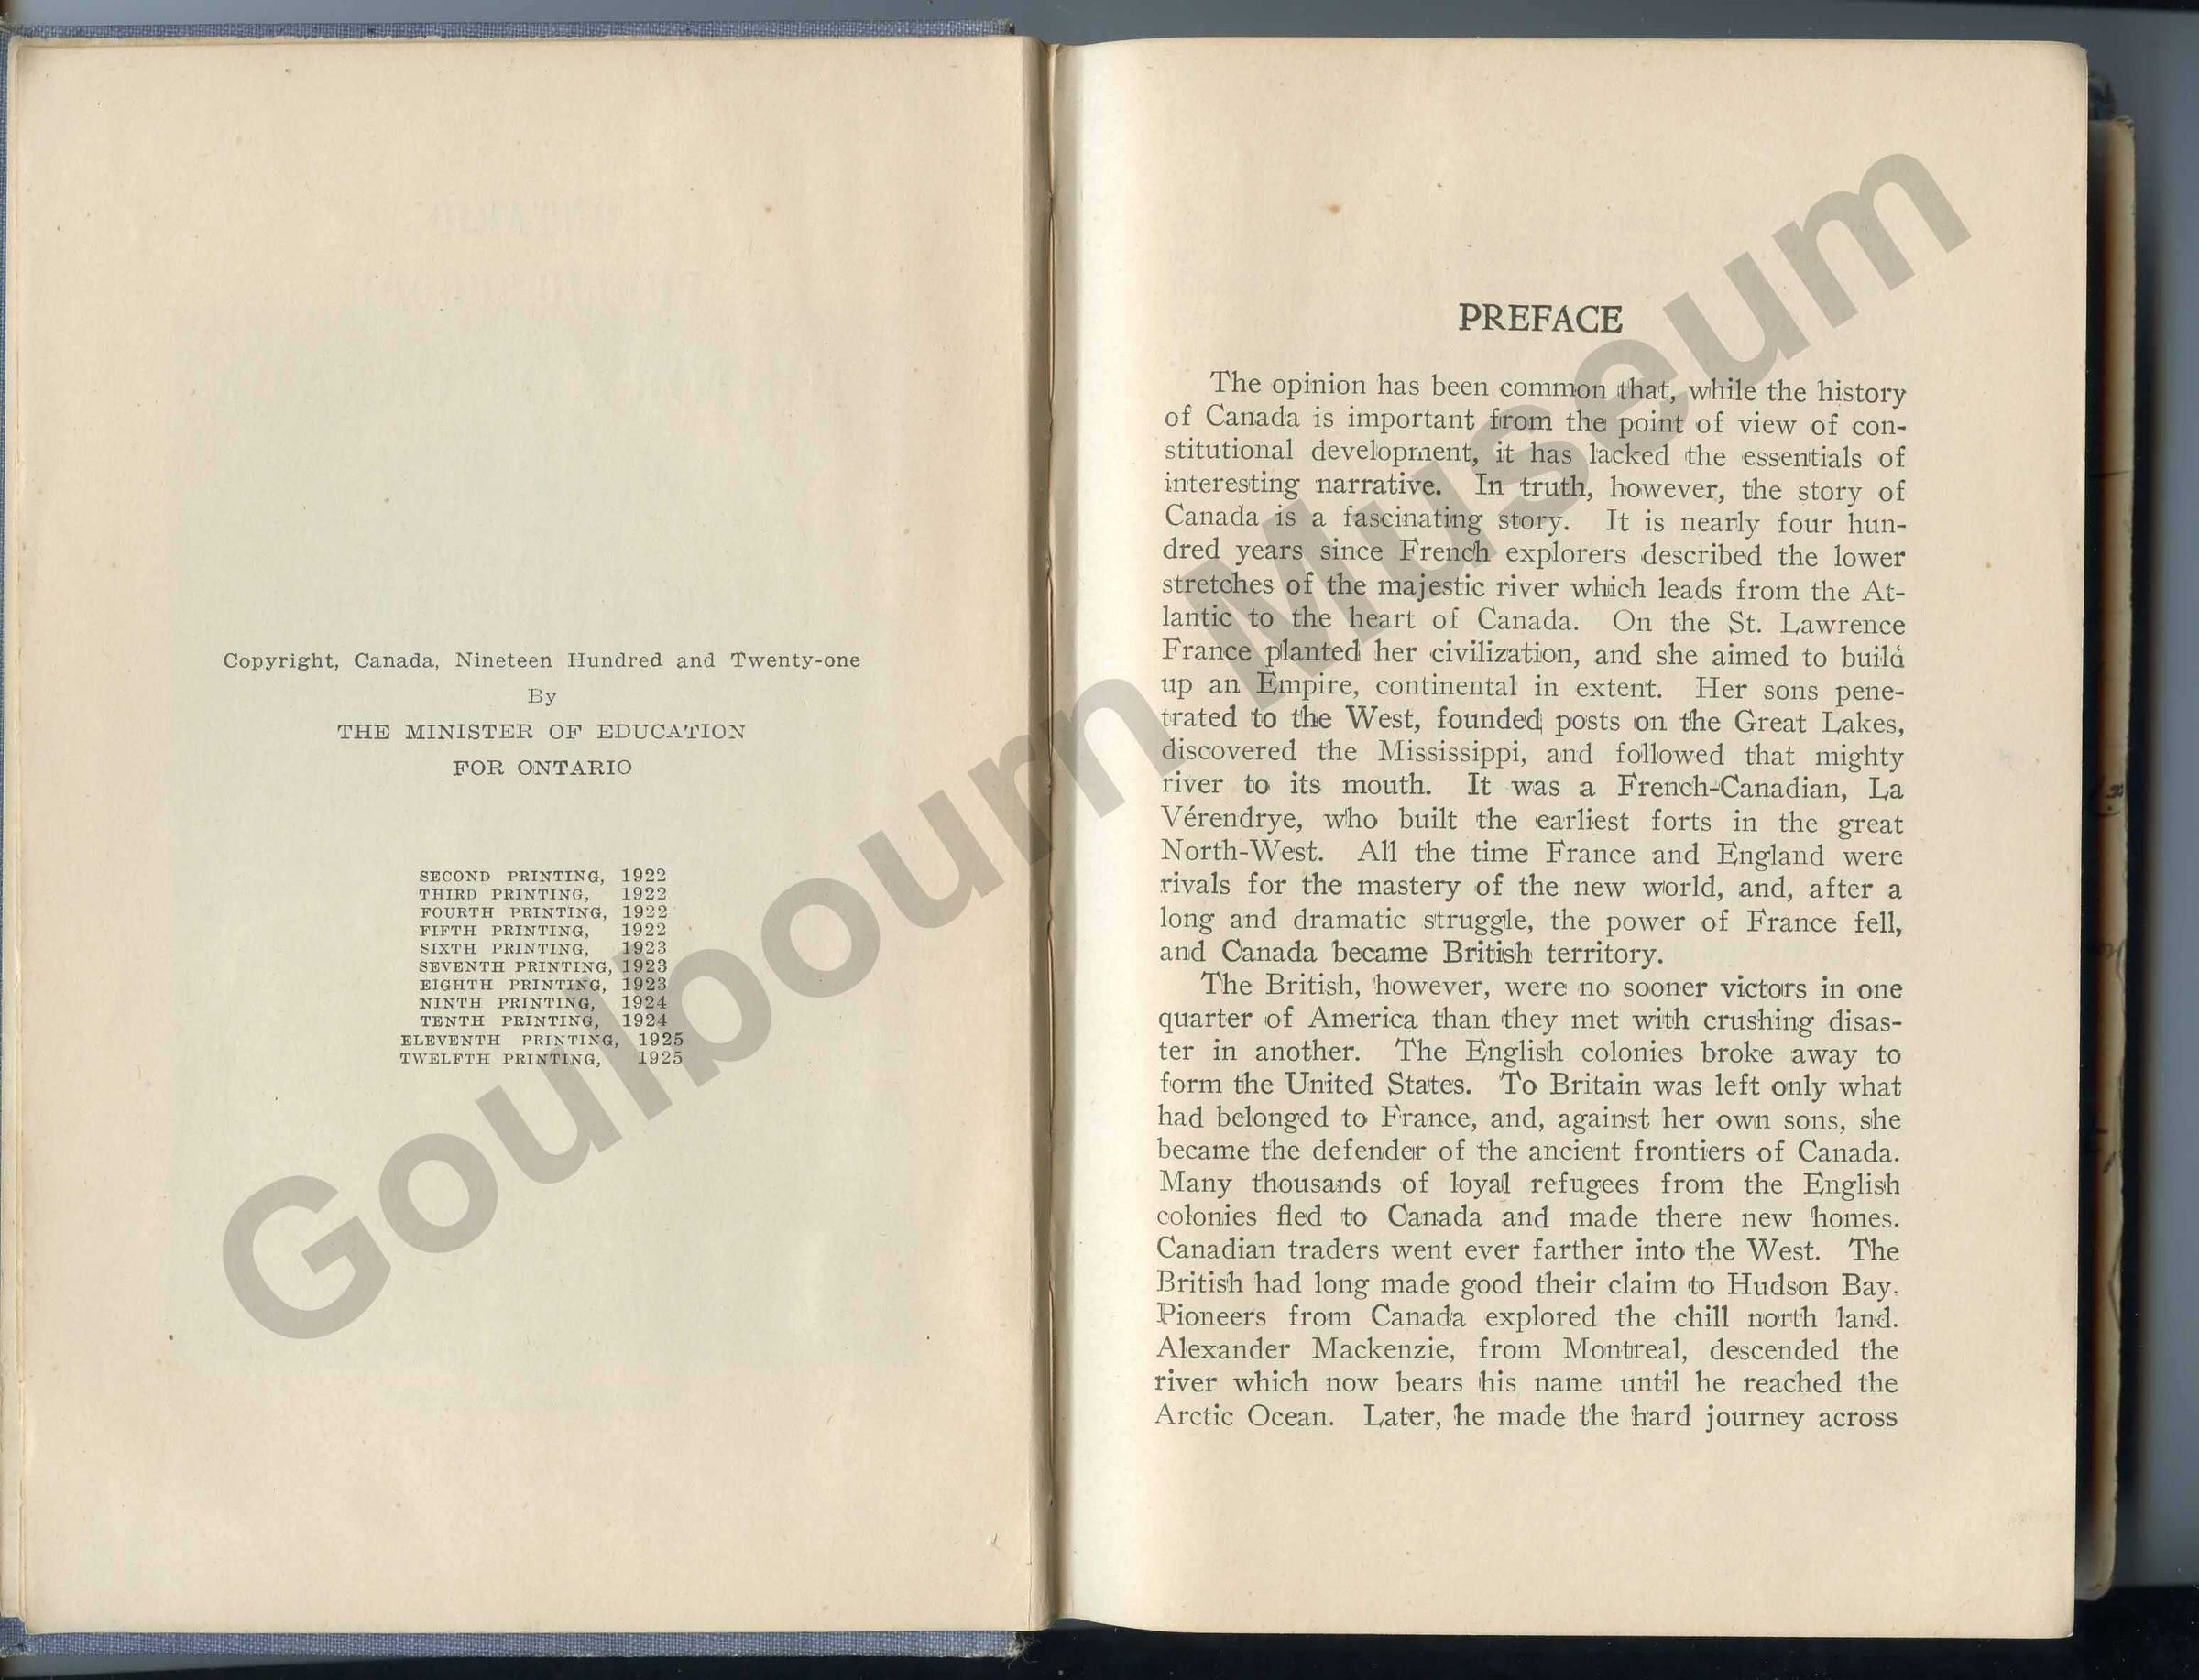 Copyright, Canada, Nineteen Hundred and Twenty-one
By
THE MINISTER OF EDUCATION
FOR ONTARIO
SECOND PRINTING, 1922
THIRD PRINTING, 1922
FOURTH PRINTING, 1922
FIFTH PRINTING, 1922
SIXTH PRINTING, 1923
SEVENTH PRINTING, 1923
EIGHTH PRINTING, 1923
NINTH PRINTING, 1924
TENTH PRINTING, 1924
ELEVENTH PRINTING, 1925
TWELFTH PRINTING, 1925
PREFACE
The opinion has been common that, while the history
of Canada is important from the point of view of con-
stitutional development, it has lacked the essentials of
interesting narrative. In truth, however, the story of
Canada is a fascinating story. It is nearly four hun-
dred years since French explorers described the lower
stretches of the majestic river which leads from the At-
lantic to the heart of Canada. On the St. Lawrence
France planted her civilization, and she aimed to build
up an Empire, continental in extent. Her sons pene-
trated to the West, founded posts on the Great Lakes,
discovered the Mississippi, and followed that mighty
river to its mouth. It was a French-Canadian, La
Vérendrye, who built the earliest forts in the great
North-West. All the time France and England were
rivals for the mastery of the new world, and, after a
long and dramatic struggle, the power of France fell,
and Canada became British territory.
The British, however, were no sooner victors in one
quarter of America than they met with crushing disas-
ter in another. The English colonies broke away to
form the United States. To Britain was left only what
had belonged to France, and, against her own sons, she
became the defender of the ancient frontiers of Canada.
Many thousands of loyal refugees from the English
colonies fled to Canada and made there new homes.
Canadian traders went ever farther into the West. The
British had long made good their claim to Hudson Bay.
Pioneers from Canada explored the chill north land.
Alexander Mackenzie, from Montreal, descended the
river which now bears his name until he reached the
Arctic Ocean. Later, he made the hard journey across
Goulbourn Museum